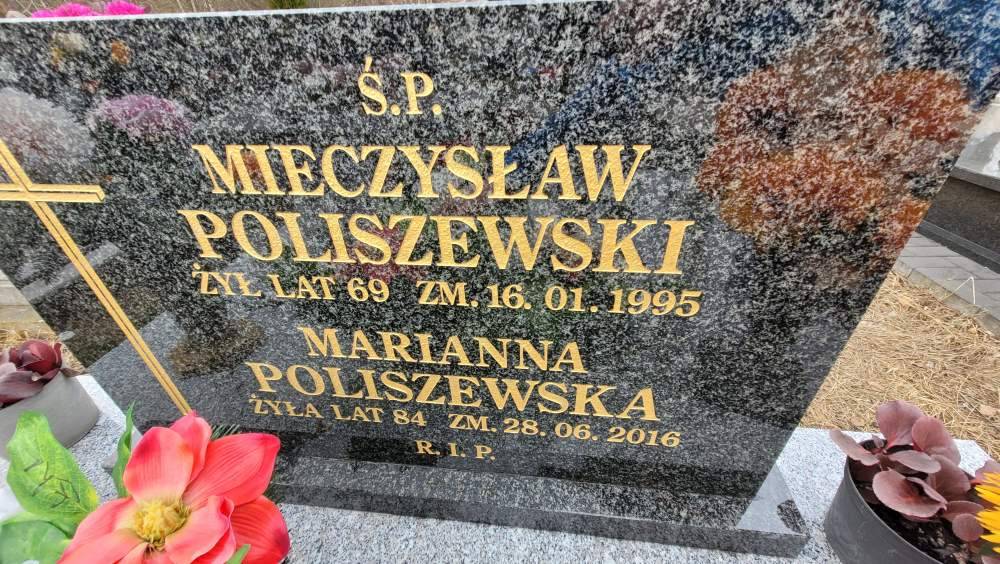 Ś.P.
MIECZYSŁAW
POLISZEWSKI
ŻYŁ LAT 69 ZM. 16. 01. 1995
MARIANNA
POLISZEWSKA
ŻYŁA LAT 84 ZM. 28. 06. 2016
R. I. P.